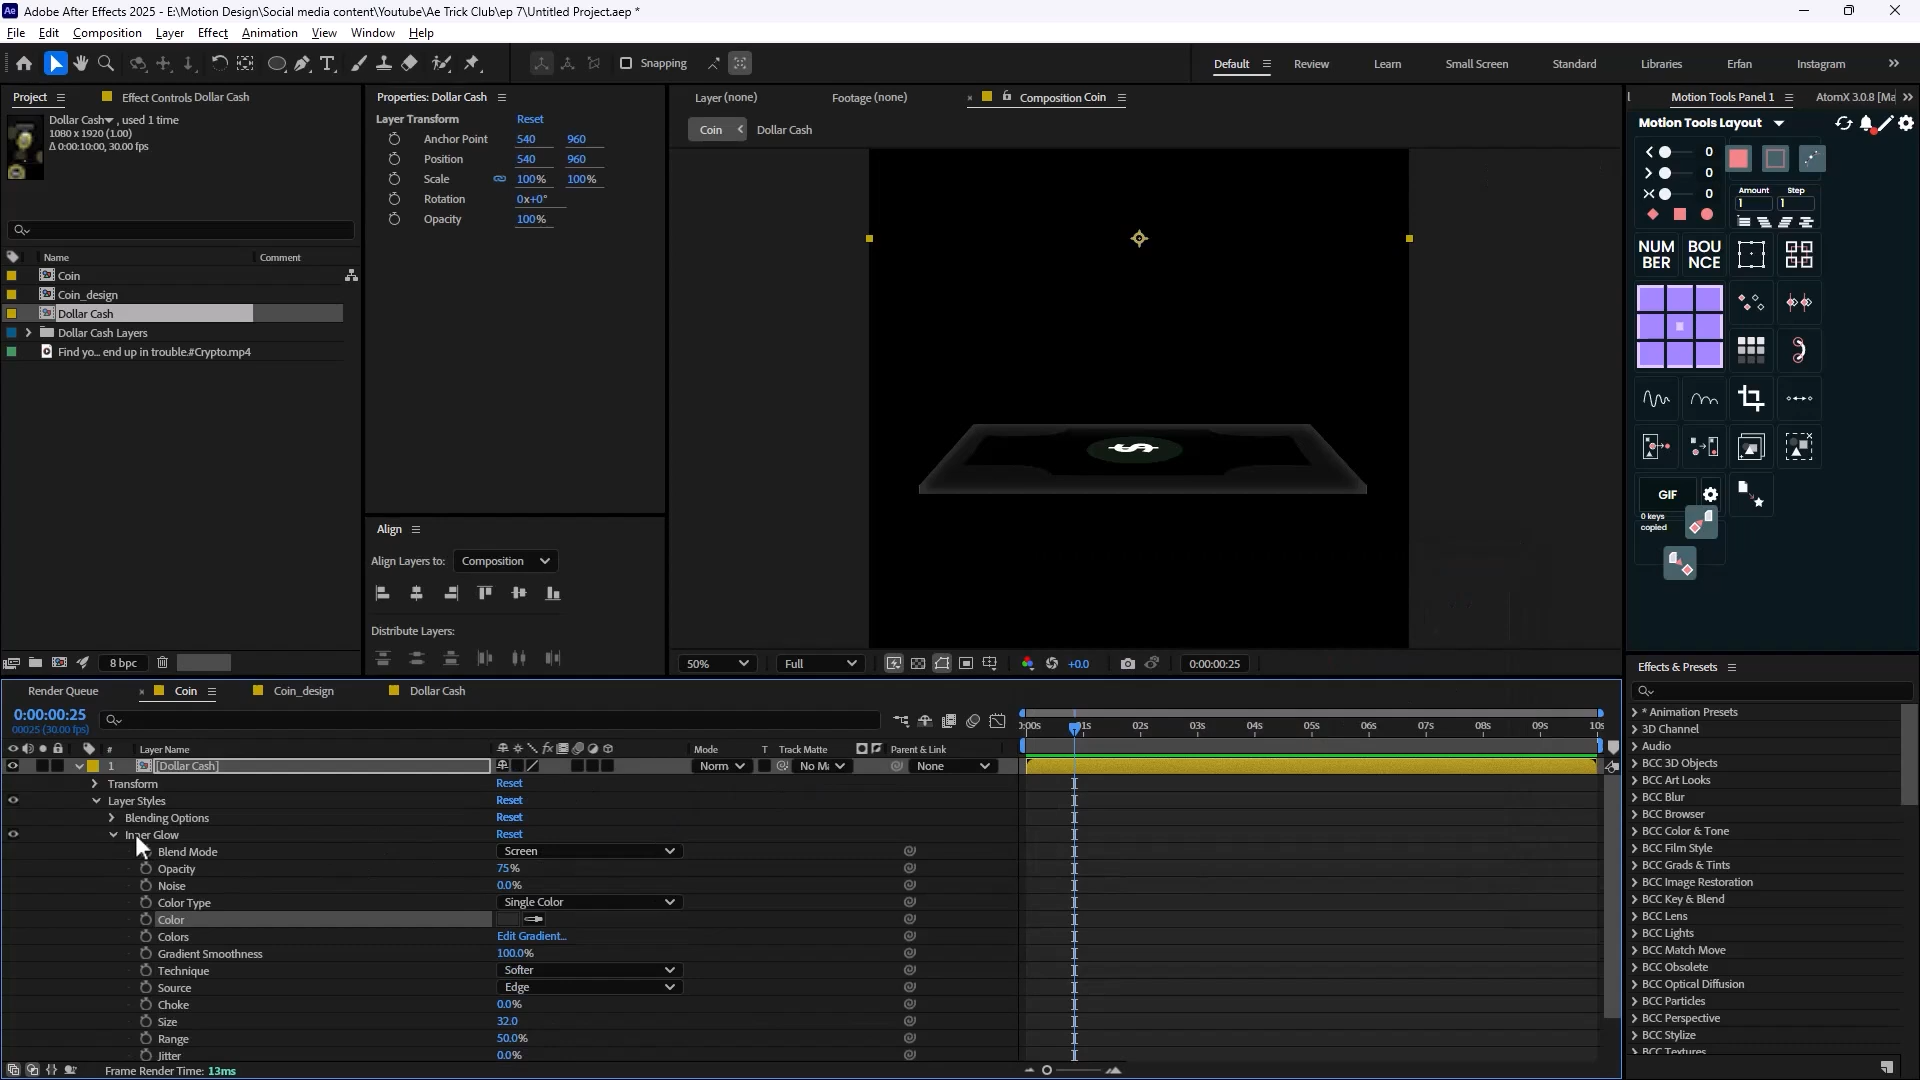 Adobe After Effects 2025 - E:\Motion Design\Social media content\Youtube\Ae Trick Club\ep 7\Untitled Project.aep *
File Edit Composition Layer Effect Animation View Window Help
Snapping
Default Review Learn Small Screen Standard Libraries Erfan Instagram
Project Effect Controls Dollar Cash
Dollar Cash , used 1 time
1080 x 1920 (1.00)
Δ 0:00:10:00, 30.00 fps
Name Comment
Coin
Coin_design
Dollar Cash
Dollar Cash Layers
Find yo... end up in trouble.#Crypto.mp4
8 bpc
Properties: Dollar Cash
Layer Transform Reset
Anchor Point 540 960
Position 540 960
Scale 100% 100%
Rotation 0x+0°
Opacity 100%
Align
Align Layers to: Composition
Distribute Layers:
Layer (none) Footage (none) Composition Coin
Coin Dollar Cash
$
50% Full +0.0 0:00:00:25
Motion Tools Panel 1 AtomX 3.0.8 [Ma
Motion Tools Layout
0
0
0
Amount Step
1 1
NUM
BER
BOU
NCE
GIF
0 keys
copied
Effects & Presets
* Animation Presets
3D Channel
Audio
BCC 3D Objects
BCC Art Looks
BCC Blur
BCC Browser
BCC Color & Tone
BCC Film Style
BCC Grads & Tints
BCC Image Restoration
BCC Key & Blend
BCC Lens
BCC Lights
BCC Match Move
BCC Obsolete
BCC Optical Diffusion
BCC Particles
BCC Perspective
BCC Stylize
BCC Textures
Render Queue Coin Coin_design Dollar Cash
0:00:00:25
00025 (30.00 fps)
# Layer Name Mode T Track Matte Parent & Link
1 [Dollar Cash] Norm No M None
Transform Reset
Layer Styles Reset
Blending Options Reset
Inner Glow Reset
Blend Mode Screen
Opacity 75%
Noise 0.0%
Color Type Single Color
Color
Colors Edit Gradient...
Gradient Smoothness 100.0%
Technique Softer
Source Edge
Choke 0.0%
Size 32.0
Range 50.0%
Jitter 0.0%
:00s 01s 02s 03s 04s 05s 06s 07s 08s 09s 10s
Frame Render Time: 13ms